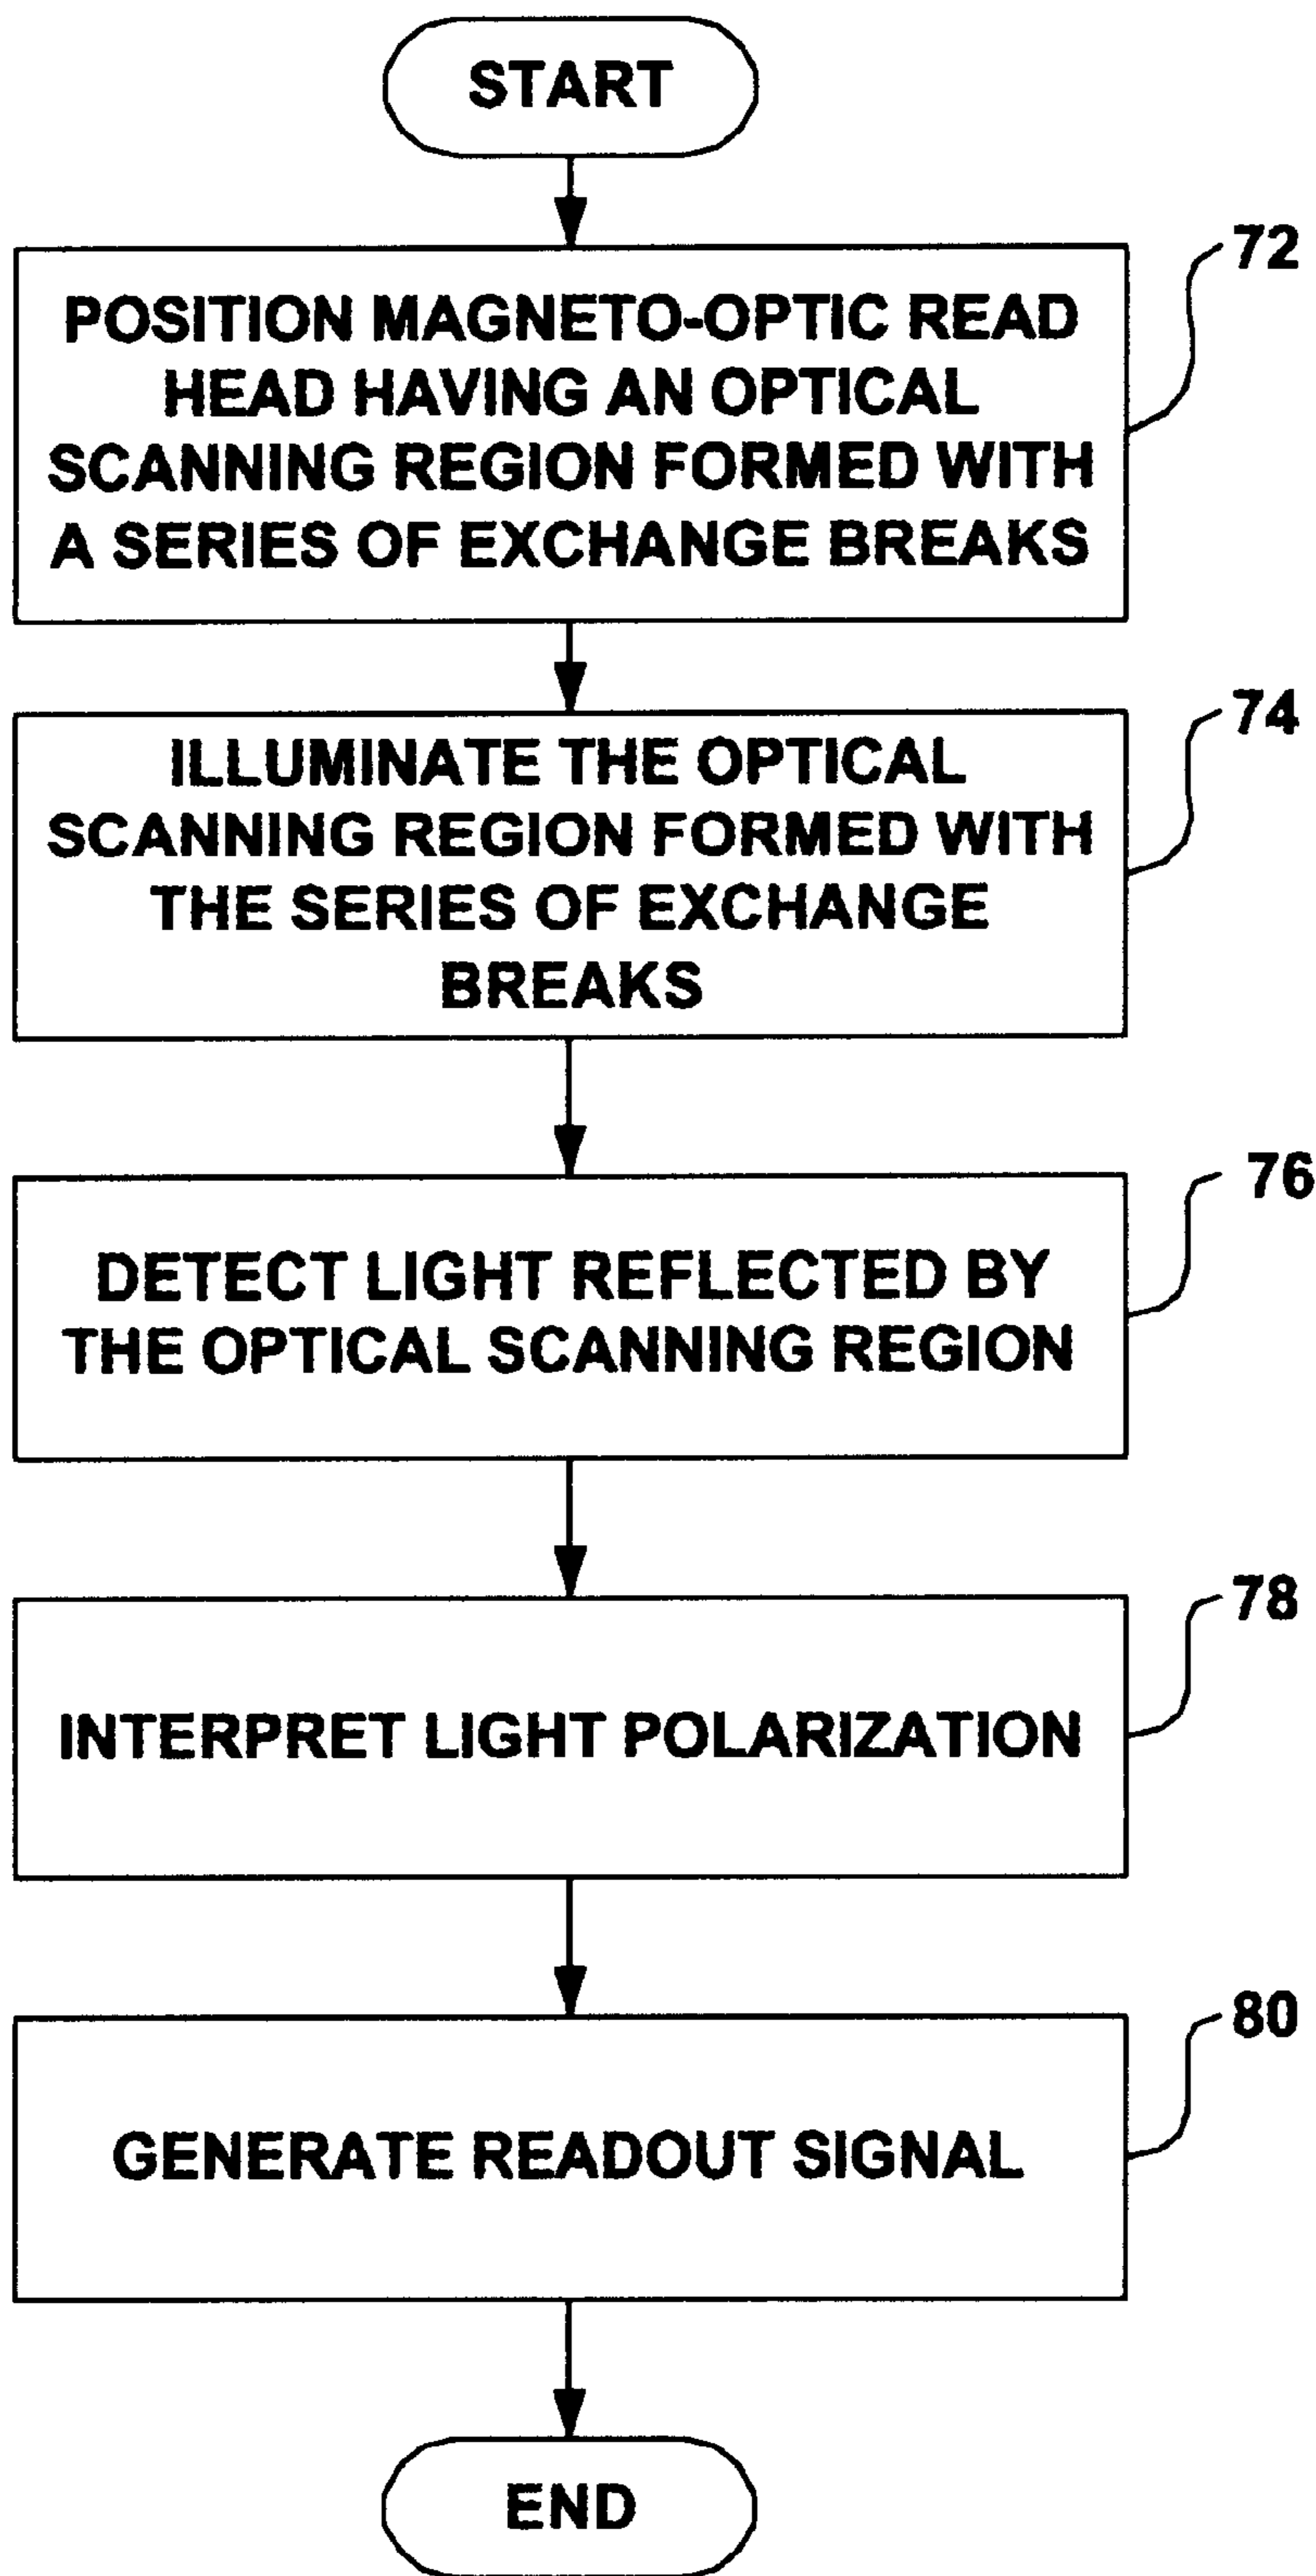 START
72
POSITION MAGNETO-OPTIC READ
HEAD HAVING AN OPTICAL
SCANNING REGION FORMED WITH
A SERIES OF EXCHANGE BREAKS
74
ILLUMINATE THE OPTICAL
SCANNING REGION FORMED WITH
THE SERIES OF EXCHANGE
BREAKS
76
DETECT LIGHT REFLECTED BY
THE OPTICAL SCANNING REGION
78
INTERPRET LIGHT POLARIZATION
80
GENERATE READOUT SIGNAL
END